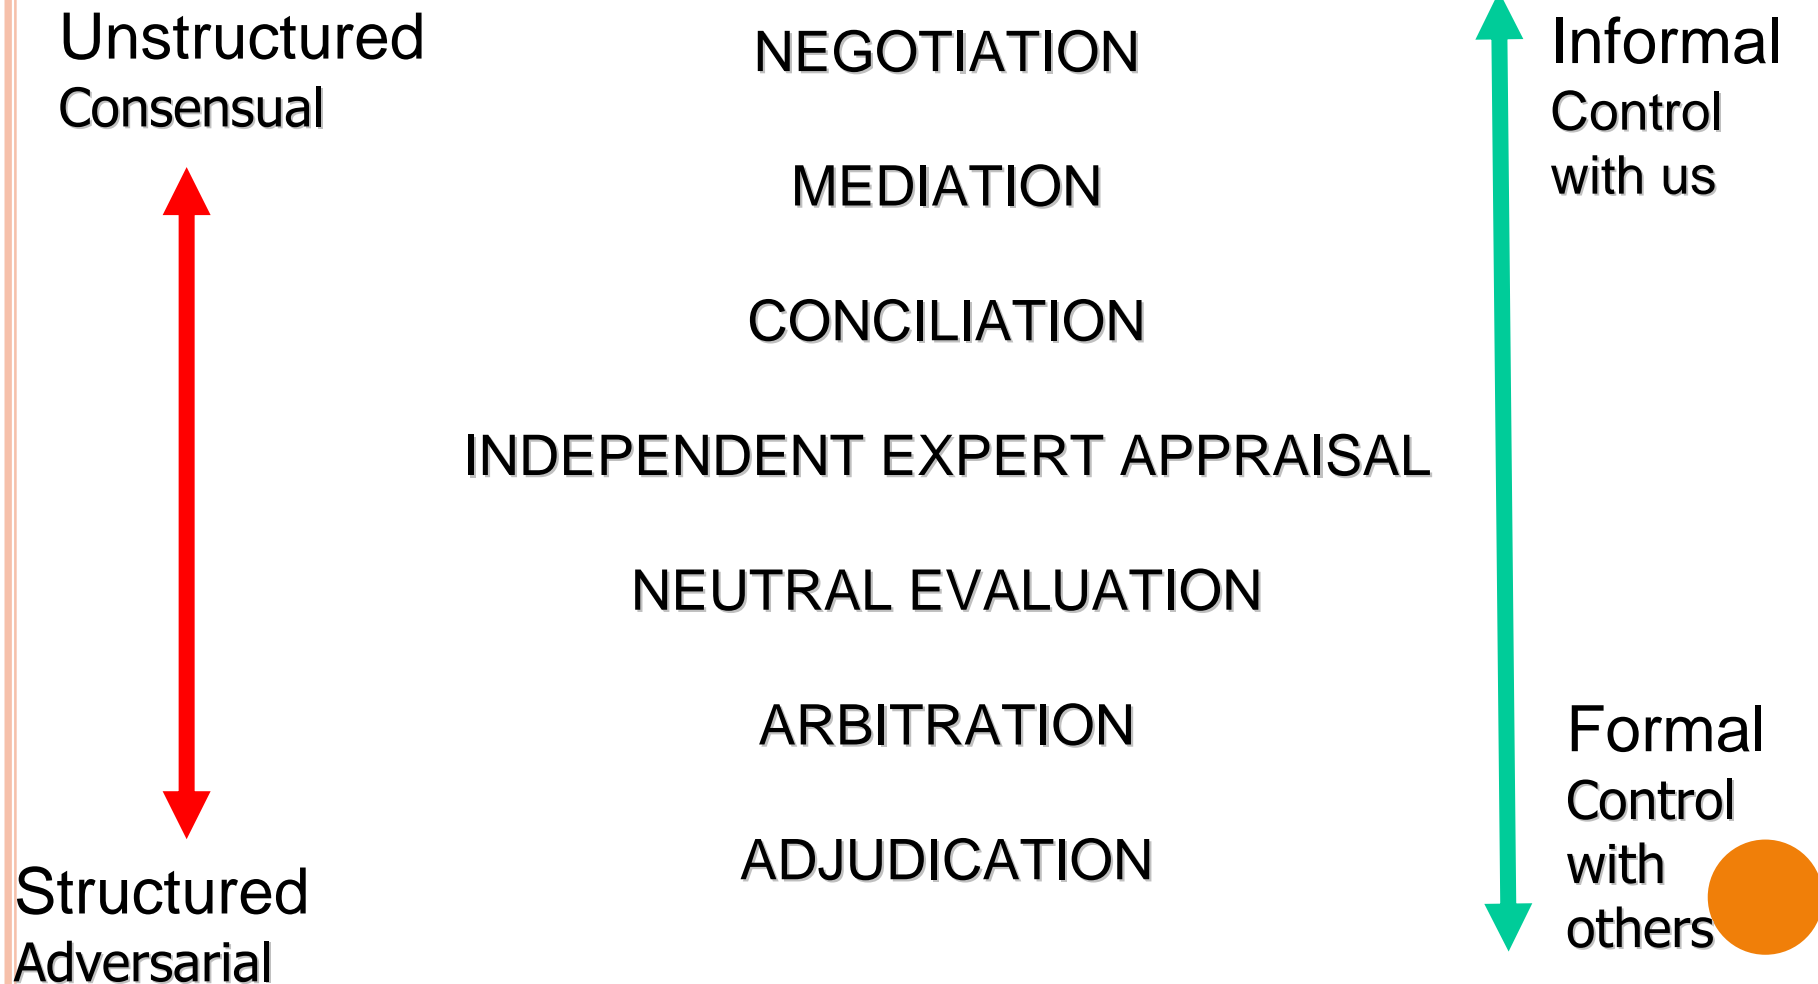 Unstructured
Consensual
NEGOTIATION
MEDIATION
CONCILIATION
INDEPENDENT EXPERT APPRAISAL
NEUTRAL EVALUATION
ARBITRATION
ADJUDICATION
Structured
Adversarial
Informal
Control
with us
Formal
Control
with
others